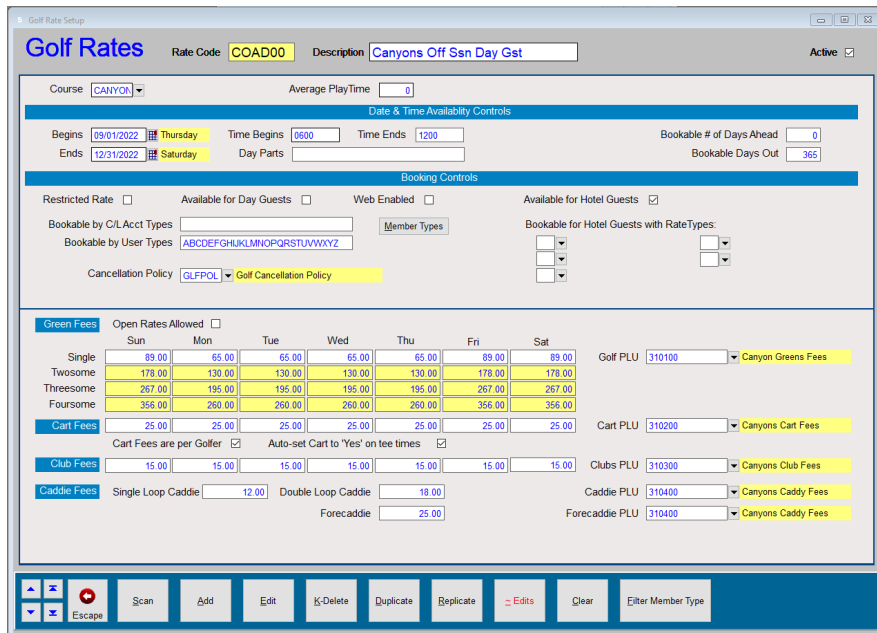 Golf Rate Setup
Golf Rates Rate Code COAD00 Description Canyons Off Ssn Day Gst Active
Course CANYON Average PlayTime 0
Date & Time Availablity Controls
Begins 09/01/2022 Thursday Time Begins 0600 Time Ends 1200 Bookable # of Days Ahead 0
Ends 12/31/2022 Saturday Day Parts Bookable Days Out 365
Booking Controls
Restricted Rate Available for Day Guests Web Enabled Available for Hotel Guests
Bookable by C/LAcct Types Member Types Bookable for Hotel Guests with RateTypes:
Bookable by User Types ABCDEFGHIJKLMNOPQRSTUVWXYZ
Cancellation Policy GLFPOL Golf Cancellation Policy
Green Fees Open Rates Allowed
Sun Mon Tue Wed Thu Fri Sat
Single 89.00 65.00 65.00 65.00 65.00 89.00 89.00 Golf PLU 310100 Canyon Greens Fees
Twosome 178.00 130.00 130.00 130.00 130.00 178.00 178.00
Threesome 267.00 195.00 195.00 195.00 195.00 267.00 267.00
Foursome 356.00 260.00 260.00 260.00 260.00 356.00 356.00
Cart Fees 25.00 25.00 25.00 25.00 25.00 25.00 25.00 Cart PLU 310200 Canyons Cart Fees
Cart Fees are per Golfer Auto-set Cart to 'Yes' on tee times
Club Fees 15.00 15.00 15.00 15.00 15.00 15.00 15.00 Clubs PLU 310300 Canyons Club Fees
Caddie Fees Single Loop Caddie 12.00 Double Loop Caddie 18.00 Caddie PLU 310400 Canyons Caddy Fees
Forecaddie 25.00 Forecaddie PLU 310400 Canyons Caddy Fees
Escape Scan Add Edit K-Delete Duplicate Replicate - Edits Clear Filter Member Type